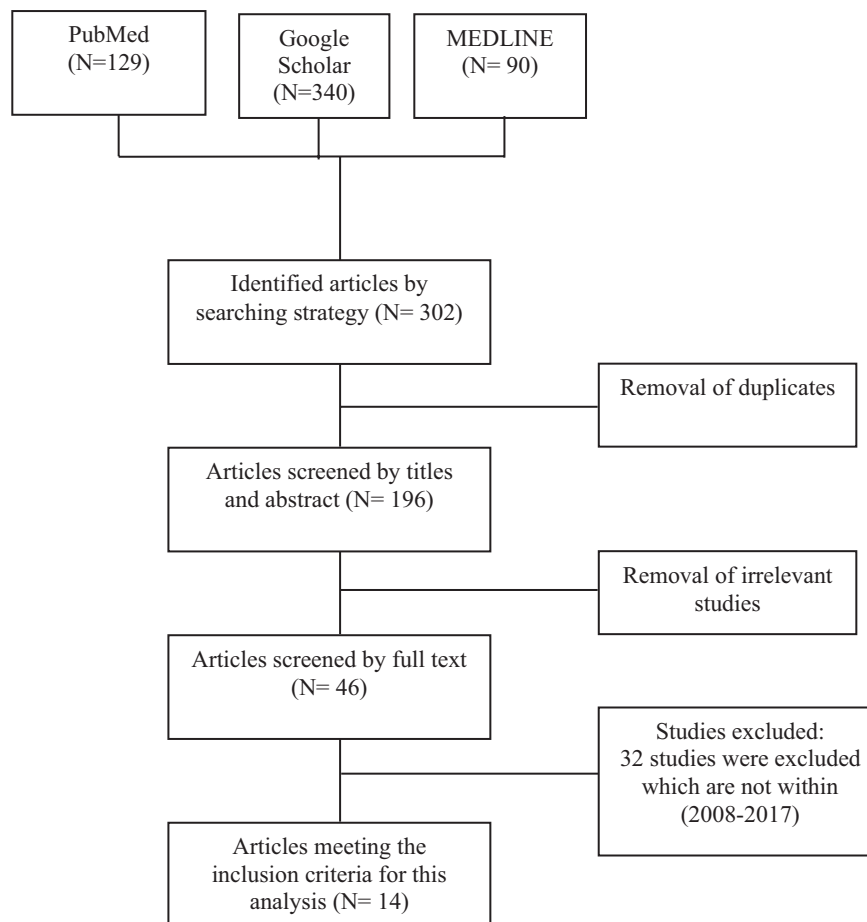 PubMed
(N=129)
Google
Scholar
(N=340)
MEDLINE
(N= 90)
Identified articles by
searching strategy (N= 302)
Removal of duplicates
Articles screened by titles
and abstract (N= 196)
Removal of irrelevant
studies
Articles screened by full text
(N= 46)
Studies excluded:
32 studies were excluded
which are not within
(2008-2017)
Articles meeting the
inclusion criteria for this
analysis (N= 14)